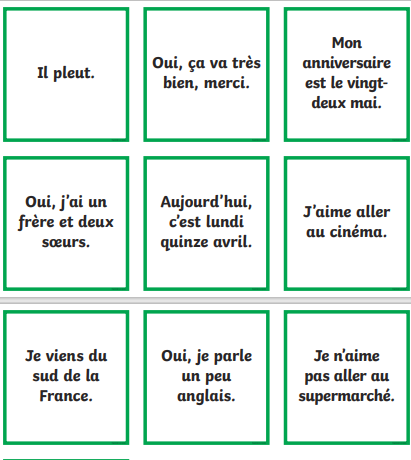 Il pleut.
Oui, ça va très
bien, merci.
Mon
anniversaire
est le vingt-
deux mai.
Oui, j'ai un
frère et deux
sœurs.
Aujourd'hui,
c'est lundi
quinze avril.
J'aime aller
au cinéma.
Je viens du
sud de la
France.
Oui, je parle
un peu
anglais.
Je n'aime
pas aller au
supermarché.